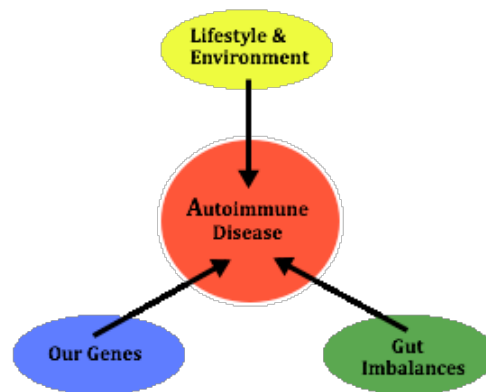 Lifestyle &
Environment
Autoimmune
Disease
Our Genes
Gut
Imbalances